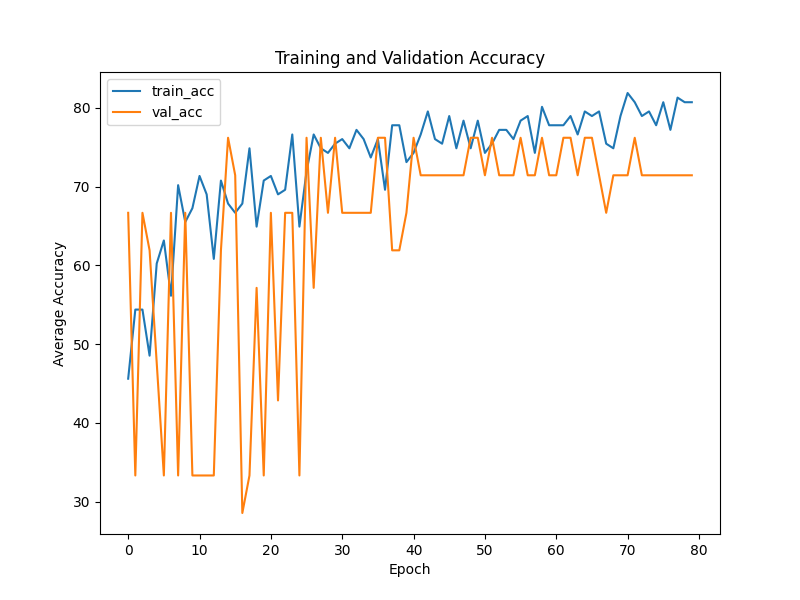 Training and Validation Accuracy
train_acc
val_acc
80
70
60
50
40
30
Average Accuracy
0 10 20 30 40 50 60 70 80
Epoch